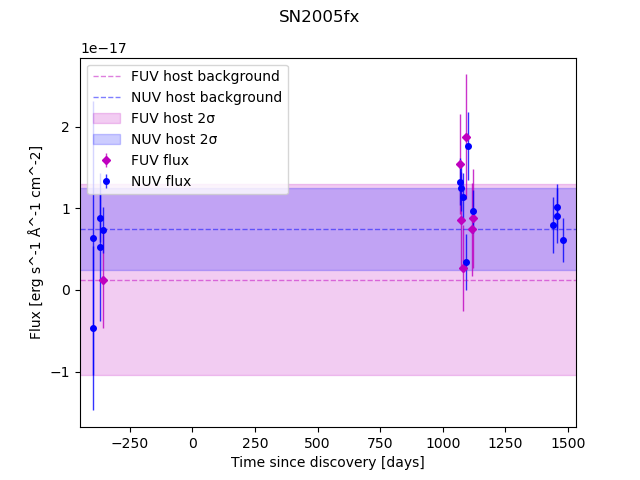 SN2005fx
1e−17
FUV host background
NUV host background
FUV host 2σ
NUV host 2σ
FUV flux
NUV flux
2
1
0
−1
Flux [erg s^-1 Å^-1 cm^-2]
−250 0 250 500 750 1000 1250 1500
Time since discovery [days]